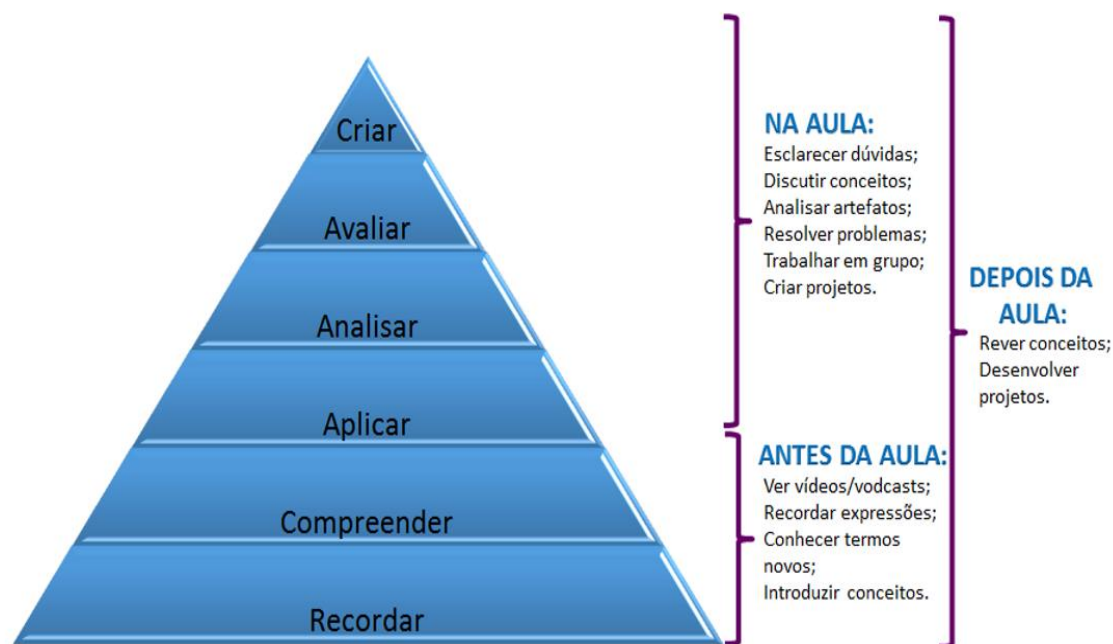 Criar
Avaliar
Analisar
Aplicar
Compreender
Recordar
NA AULA:
Esclarecer dúvidas;
Discutir conceitos;
Analisar artefatos;
Resolver problemas;
Trabalhar em grupo;
Criar projetos.
ANTES DA AULA:
Ver vídeos/vodcasts;
Recordar expressões;
Conhecer termos
novos;
Introduzir conceitos.
DEPOIS DA
AULA:
Rever conceitos;
Desenvolver
projetos.